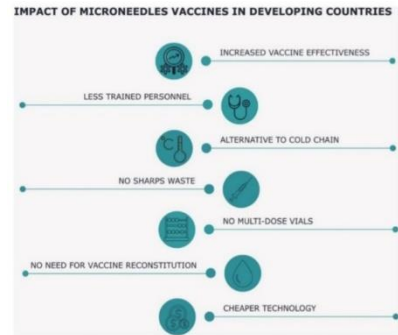 IMPACT OF MICRONEEDLES VACCINES IN DEVELOPING COUNTRIES
INCREASED VACCINE EFFECTIVENESS
LESS TRAINED PERSONNEL
°C
ALTERNATIVE TO COLD CHAIN
NO SHARPS WASTE
NO MULTI-DOSE VIALS
NO NEED FOR VACCINE RECONSTITUTION
CHEAPER TECHNOLOGY